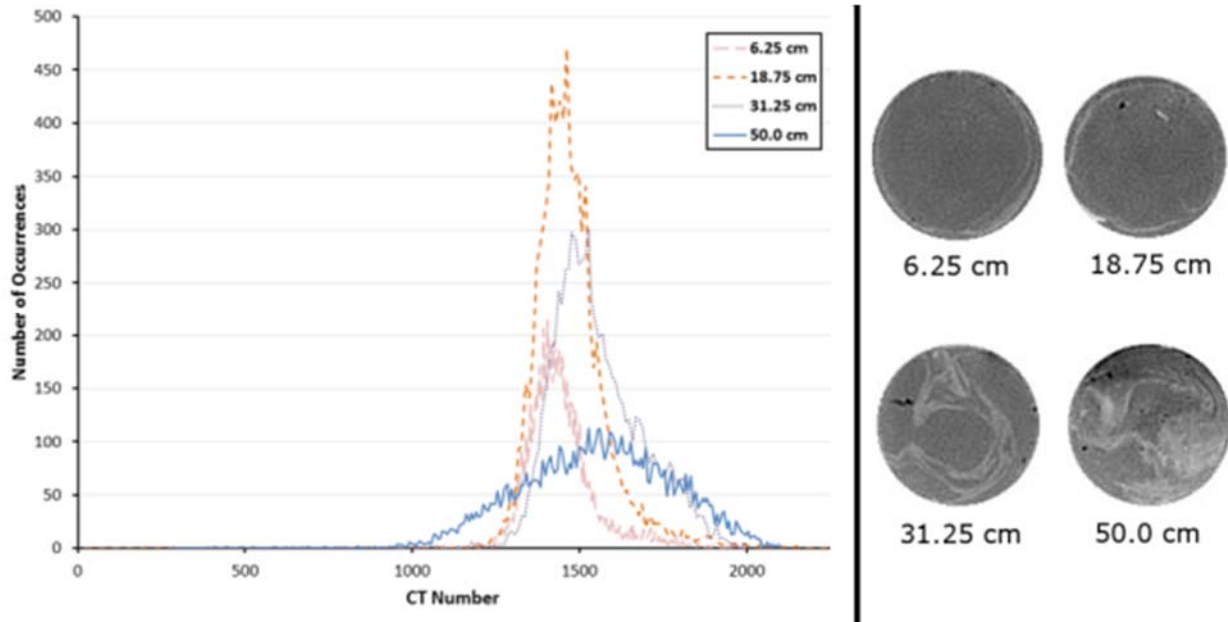 500
450
400
350
300
250
200
150
100
50
0
Number of Occurrences
0 500 1000 1500 2000
CT Number
6.25 cm
18.75 cm
31.25 cm
50.0 cm
6.25 cm 18.75 cm
31.25 cm 50.0 cm